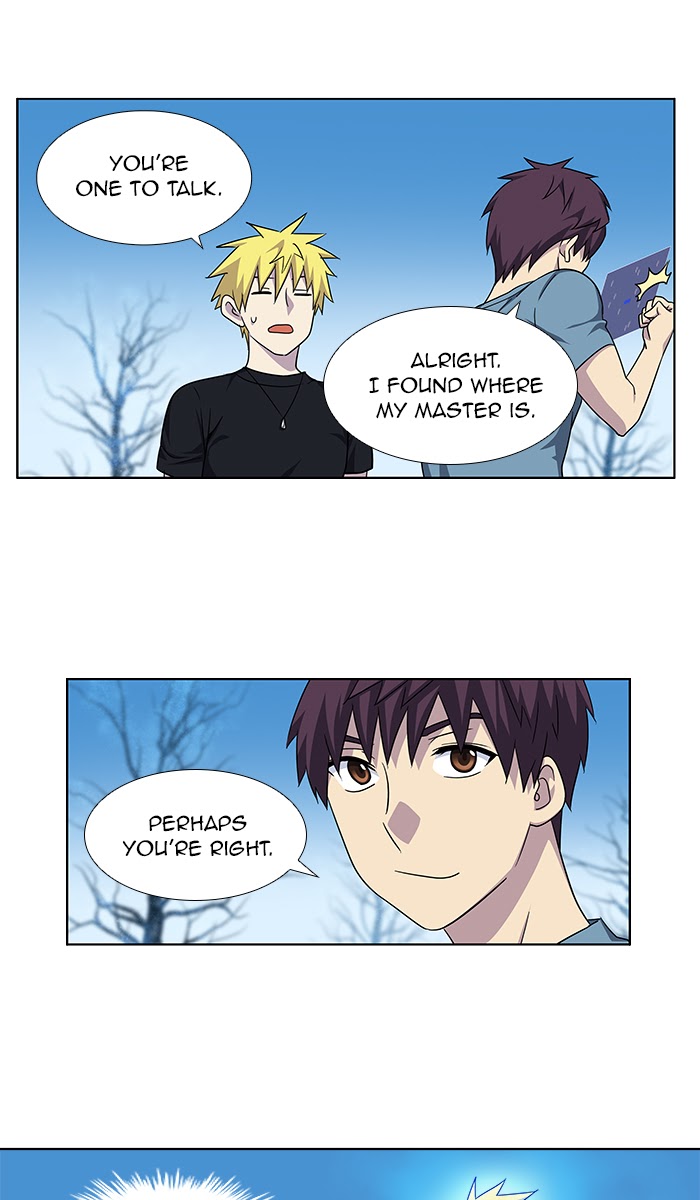 YOU'RE
ONE TO TALK.
ALRIGHT.
I FOUND WHERE
MY MASTER IS.
PERHAPS
YOU'RE RIGHT.